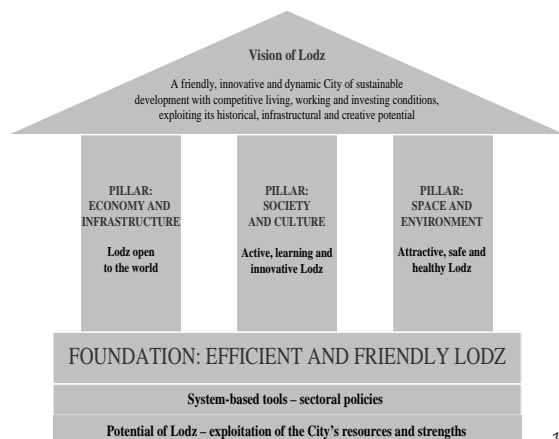 Vision of Lodz
A friendly, innovative and dynamic City of sustainable
development with competitive living, working and investing conditions,
exploiting its historical, infrastructural and creative potential
PILLAR:
ECONOMY AND
INFRASTRUCTURE
Lodz open
to the world
PILLAR:
SOCIETY
AND CULTURE
Active, learning and
innovative Lodz
PILLAR:
SPACE AND
ENVIRONMENT
Attractive, safe and
healthy Lodz
FOUNDATION: EFFICIENT AND FRIENDLY LODZ
System-based tools – sectoral policies
Potential of Lodz – exploitation of the City's resources and strengths